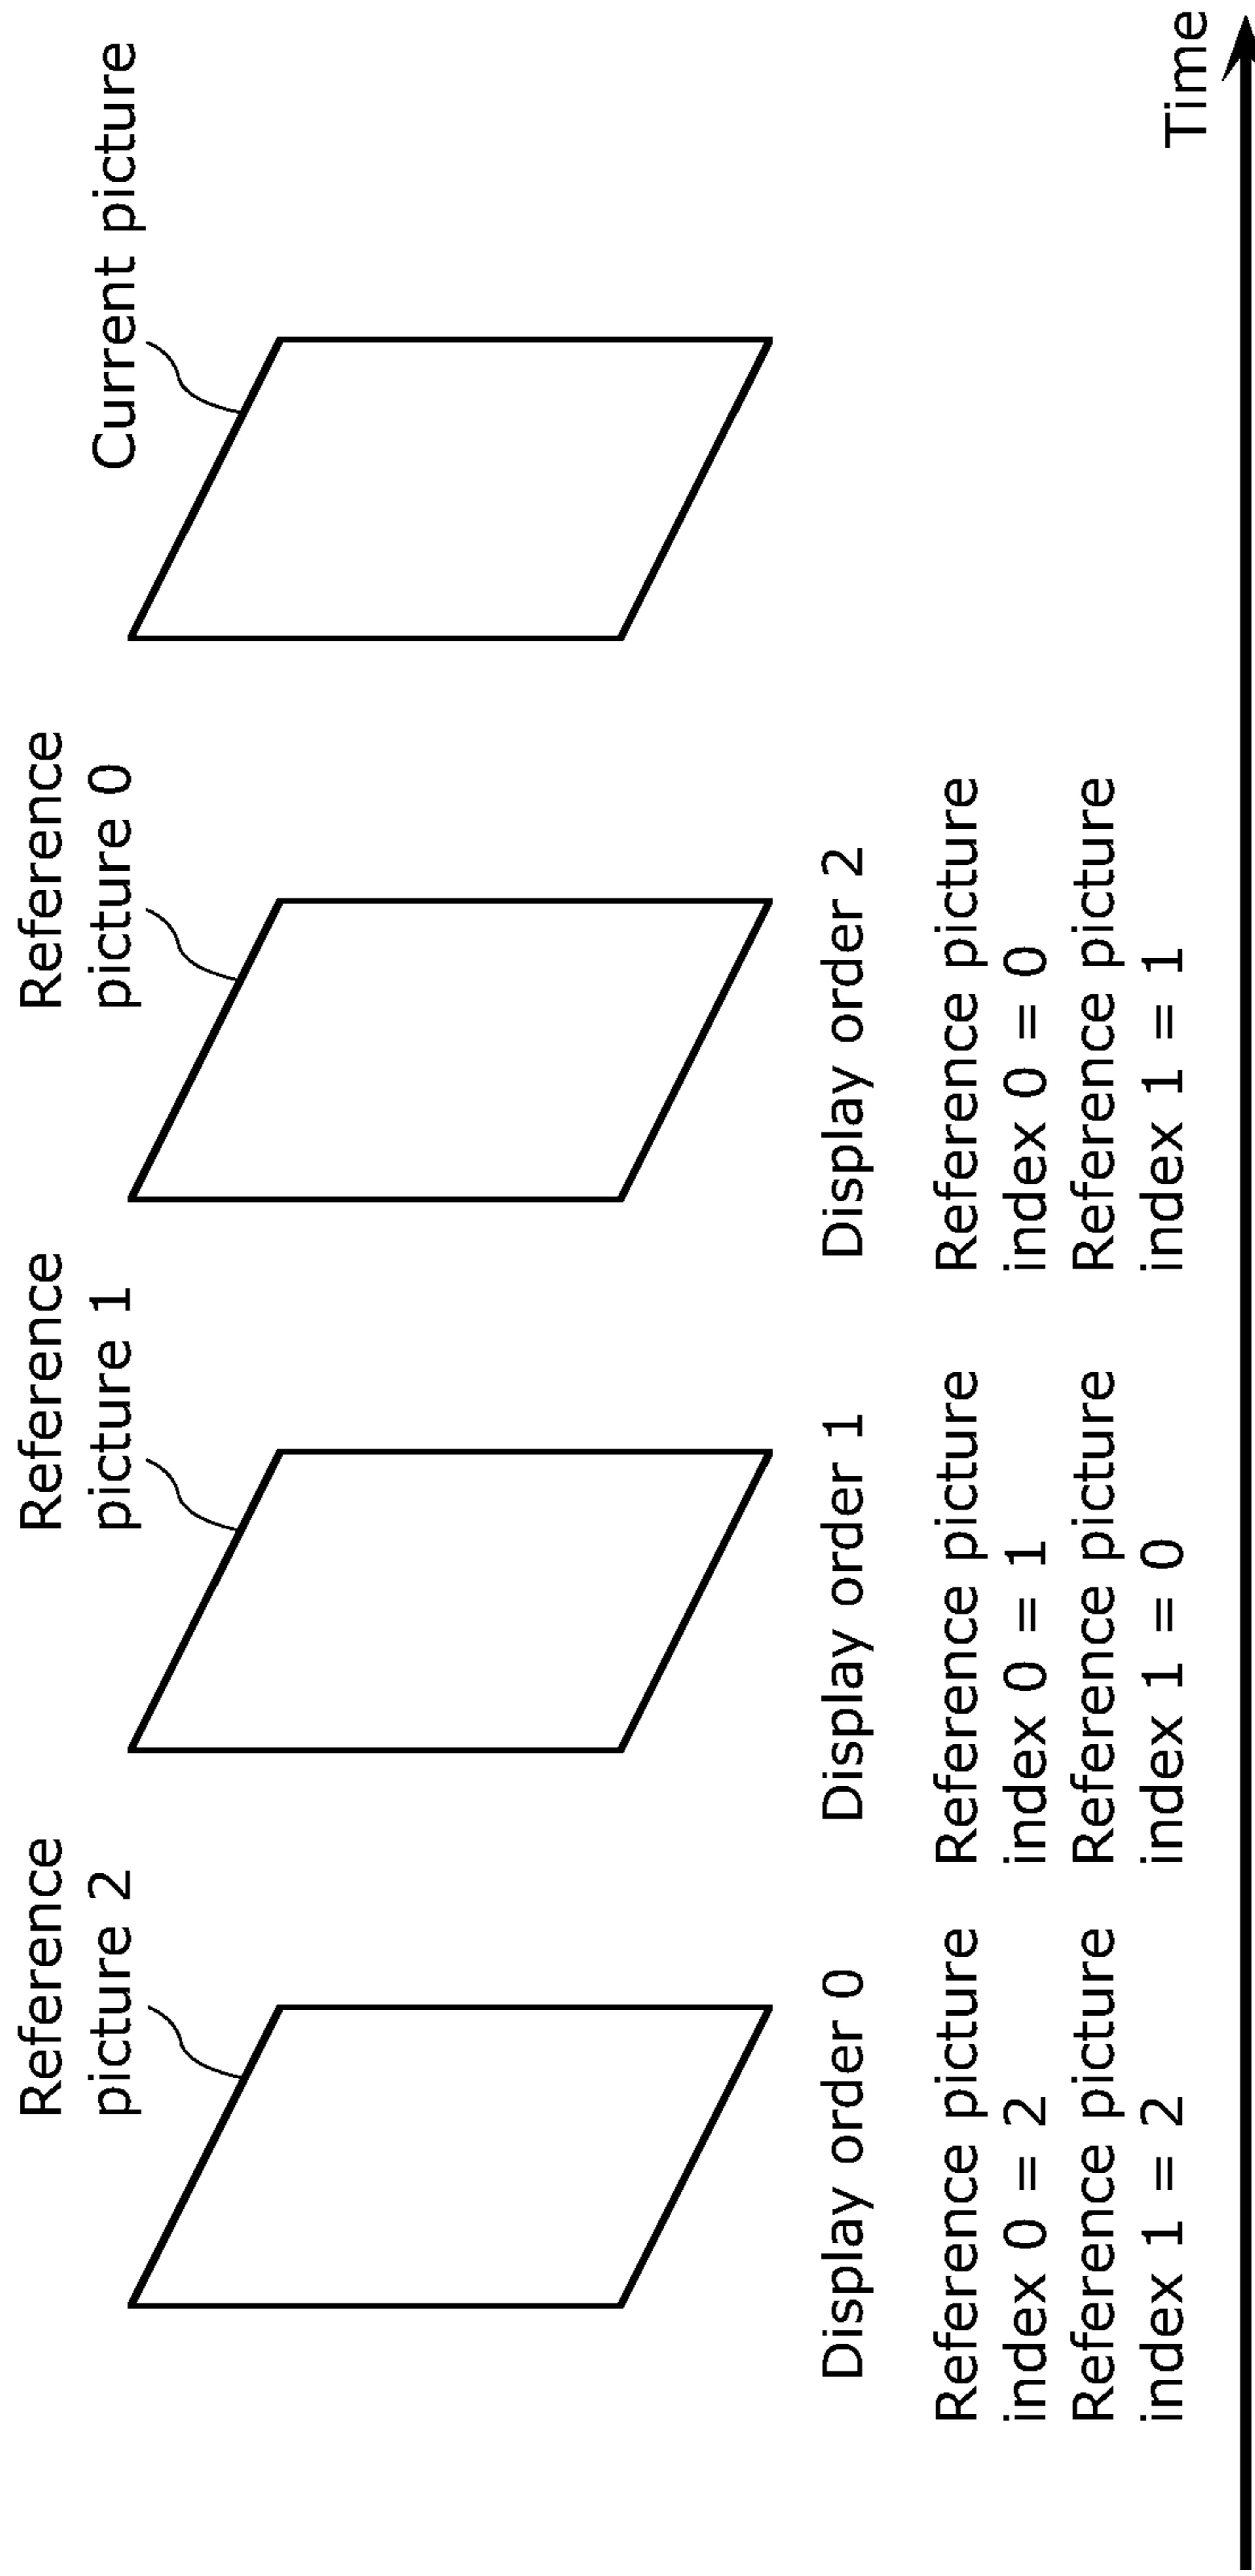 Reference
picture 2
Reference
picture 1
Reference
picture 0
Current picture
Display order 0
Display order 1
Display order 2
Reference picture
index 0 = 2
Reference picture
index 1 = 2
Reference picture
index 0 = 1
Reference picture
index 1 = 0
Reference picture
index 0 = 0
Reference picture
index 1 = 1
Time